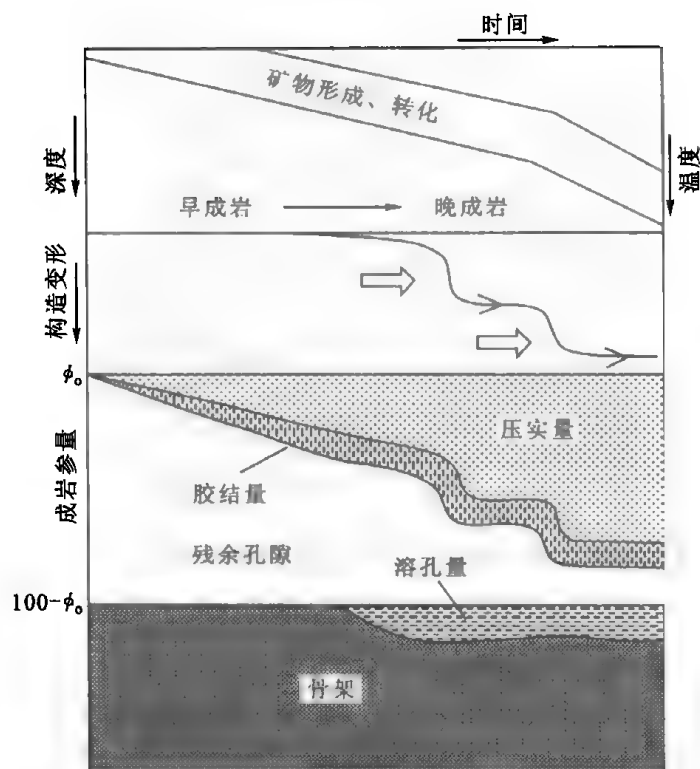 时间
矿物形成、转化
深度
温度
早成岩
晚成岩
构造变形
φ₀
压实量
成岩参量
胶结量
残余孔隙
溶孔量
100-φ₀
骨架